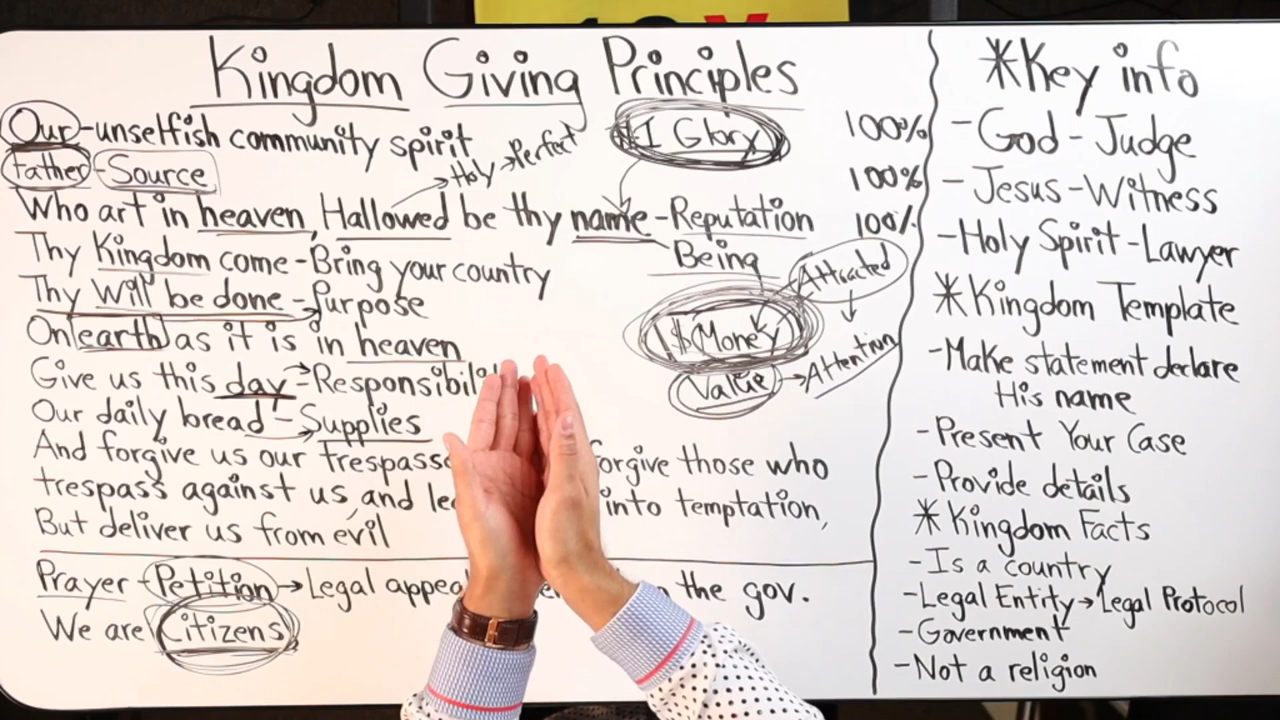 Kingdom Giving Principles
Our - unselfish community spirit
father - Source
→ Holy → Perfect
#1 Glory
100%
100%
100%
Who art in heaven, Hallowed be thy name - Reputation
Being
Thy Kingdom come - Bring your country
Attracted
Thy Will be done - Purpose
1 $ Money
On earth as it is in heaven
Value → Attention
Give us this day -
Our daily bread - Supplies
And forgive us our forgive those who
trespass against us, and into temptation,
But deliver us from evil
Prayer - Petition → Legal the gov.
We are Citizens
*Key info
- God - Judge
- Jesus - Witness
- Holy Spirit - Lawyer
*Kingdom Template
- Make statement declare
His name
- Present Your Case
- Provide details
*Kingdom Facts
- Is a country
- Legal Entity → Legal Protocol
- Government
- Not a religion